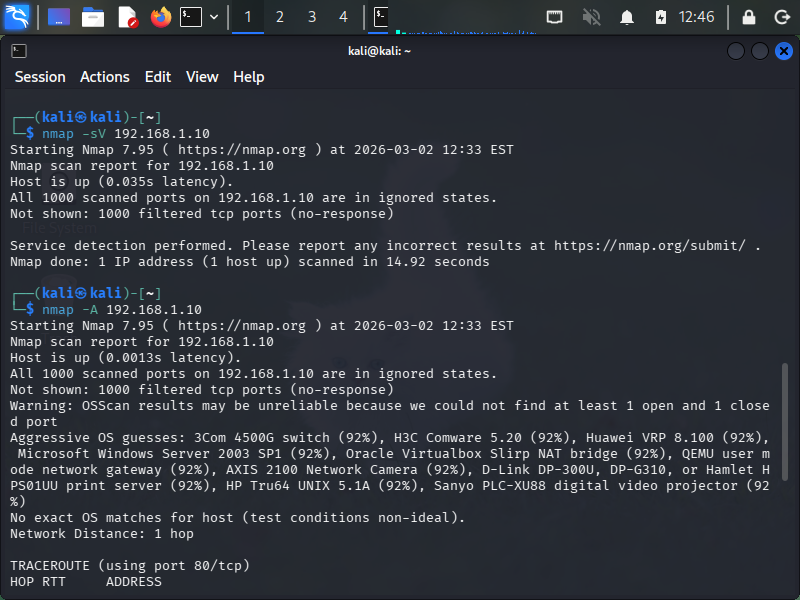 1 2 3 4 12:46
kali@kali: ~
Session Actions Edit View Help
┌──(kali㉿kali)-[~]
└─$ nmap -sV 192.168.1.10
Starting Nmap 7.95 ( https://nmap.org ) at 2026-03-02 12:33 EST
Nmap scan report for 192.168.1.10
Host is up (0.035s latency).
All 1000 scanned ports on 192.168.1.10 are in ignored states.
Not shown: 1000 filtered tcp ports (no-response)
File System
Service detection performed. Please report any incorrect results at https://nmap.org/submit/ .
Nmap done: 1 IP address (1 host up) scanned in 14.92 seconds
┌──(kali㉿kali)-[~]
└─$ nmap -A 192.168.1.10
Starting Nmap 7.95 ( https://nmap.org ) at 2026-03-02 12:33 EST
Nmap scan report for 192.168.1.10
Host is up (0.0013s latency).
All 1000 scanned ports on 192.168.1.10 are in ignored states.
Not shown: 1000 filtered tcp ports (no-response)
Warning: OSScan results may be unreliable because we could not find at least 1 open and 1 close
d port
Aggressive OS guesses: 3Com 4500G switch (92%), H3C Comware 5.20 (92%), Huawei VRP 8.100 (92%),
Microsoft Windows Server 2003 SP1 (92%), Oracle Virtualbox Slirp NAT bridge (92%), QEMU user m
ode network gateway (92%), AXIS 2100 Network Camera (92%), D-Link DP-300U, DP-G310, or Hamlet H
PS01UU print server (92%), HP Tru64 UNIX 5.1A (92%), Sanyo PLC-XU88 digital video projector (92
%)
No exact OS matches for host (test conditions non-ideal).
Network Distance: 1 hop
TRACEROUTE (using port 80/tcp)
HOP RTT     ADDRESS